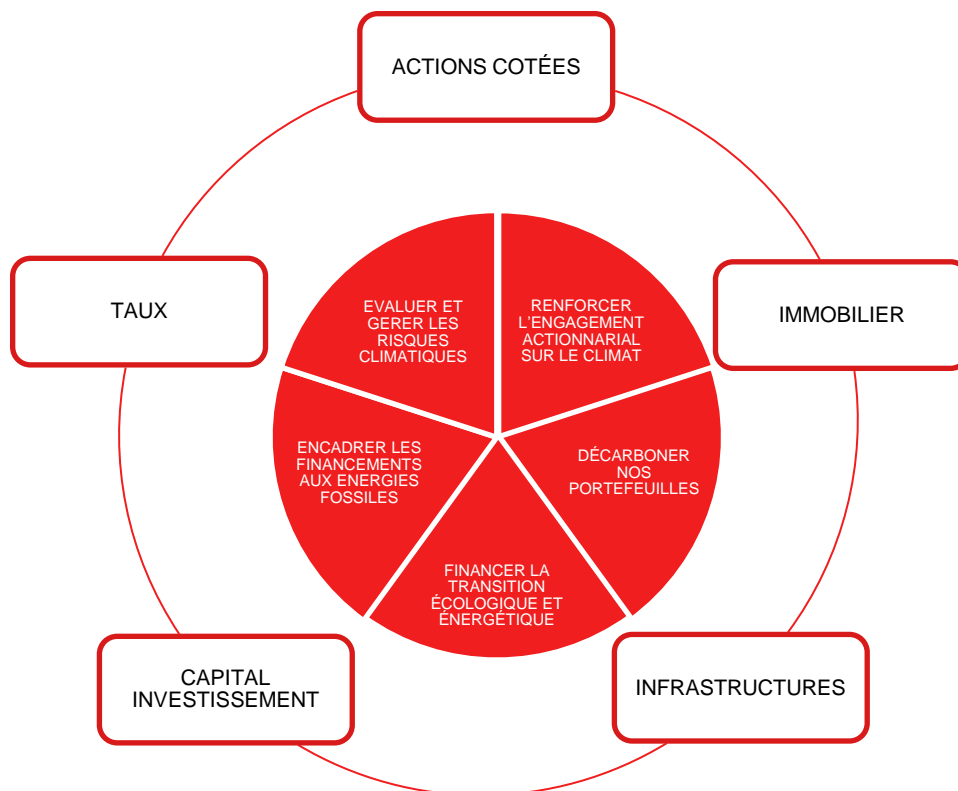 ACTIONS COTÉES
TAUX
IMMOBILIER
EVALUER ET
GERER LES
RISQUES
CLIMATIQUES
RENFORCER
L'ENGAGEMENT
ACTIONNARIAL
SUR LE CLIMAT
ENCADRER LES
FINANCEMENTS
AUX ENERGIES
FOSSILES
DÉCARBONER
NOS
PORTEFEUILLES
FINANCER LA
TRANSITION
ÉCOLOGIQUE ET
ÉNERGÉTIQUE
CAPITAL
INVESTISSEMENT
INFRASTRUCTURES